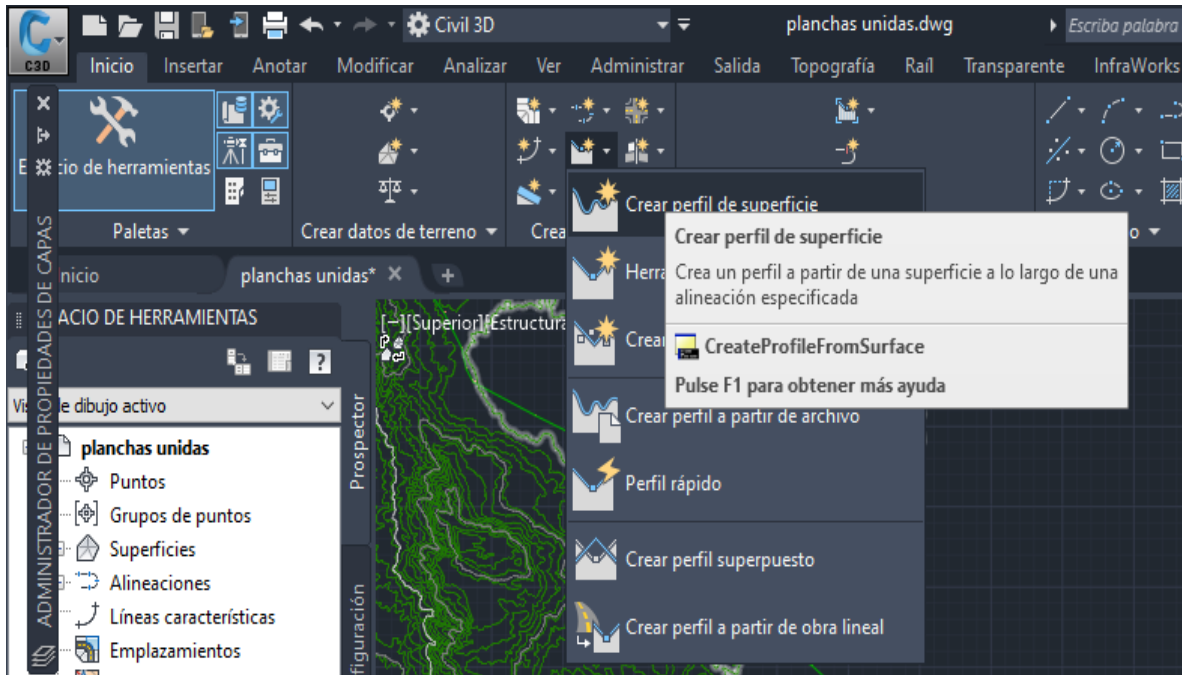 Civil 3D
planchas unidas.dwg
Escriba palabra
C3D
Inicio Insertar Anotar Modificar Analizar Ver Administrar Salida Topografía Raíl Transparente InfraWorks
cio de herramientas
Paletas
Crear datos de terreno
Crea
Crear perfil de superficie
Herra
Crear
Crear perfil de superficie
Crea un perfil a partir de una superficie a lo largo de una
alineación especificada
CreateProfileFromSurface
Pulse F1 para obtener más ayuda
Crear perfil a partir de archivo
Perfil rápido
Crear perfil superpuesto
Crear perfil a partir de obra lineal
nicio
planchas unidas*
ACIO DE HERRAMIENTAS
[-][Superior][Estructura
de dibujo activo
planchas unidas
Puntos
Grupos de puntos
Superficies
Alineaciones
Líneas características
Emplazamientos
Prospector
figuración
ADMINISTRADOR DE PROPIEDADES DE CAPAS